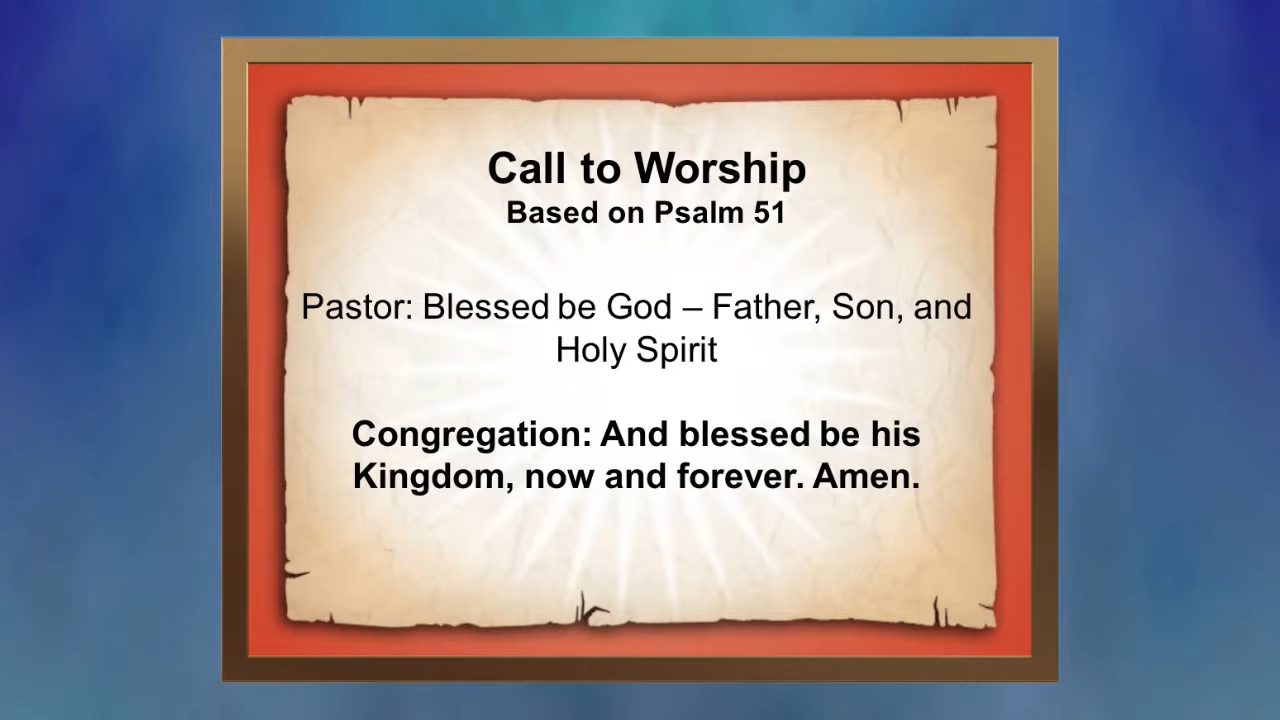 Call to Worship
Based on Psalm 51
Pastor: Blessed be God – Father, Son, and
Holy Spirit
Congregation: And blessed be his
Kingdom, now and forever. Amen.